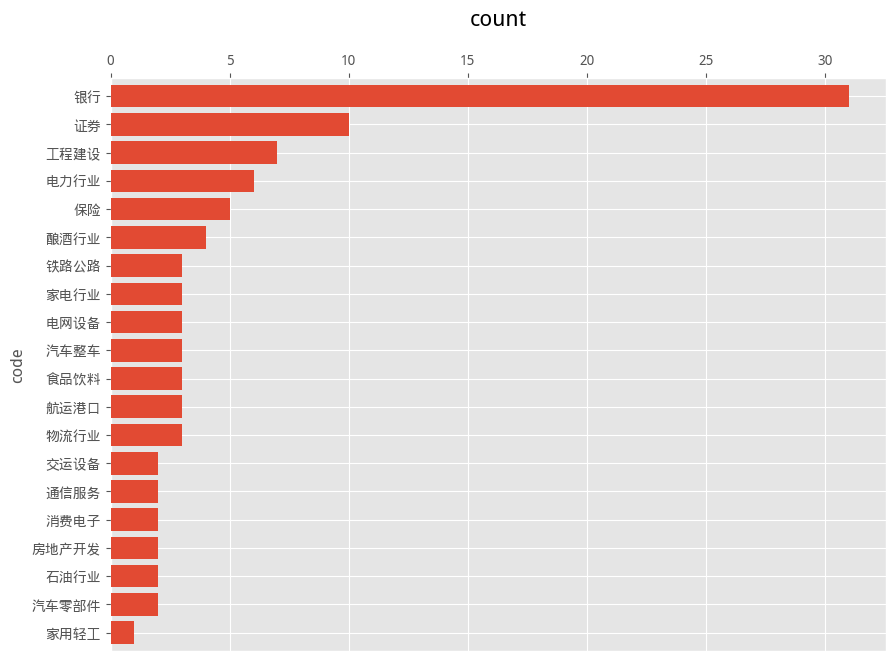 count
0 5 10 15 20 25 30
银行
证券
工程建设
电力行业
保险
酿酒行业
铁路公路
家电行业
电网设备
汽车整车
食品饮料
航运港口
物流行业
交运设备
通信服务
消费电子
房地产开发
石油行业
汽车零部件
家用轻工
code